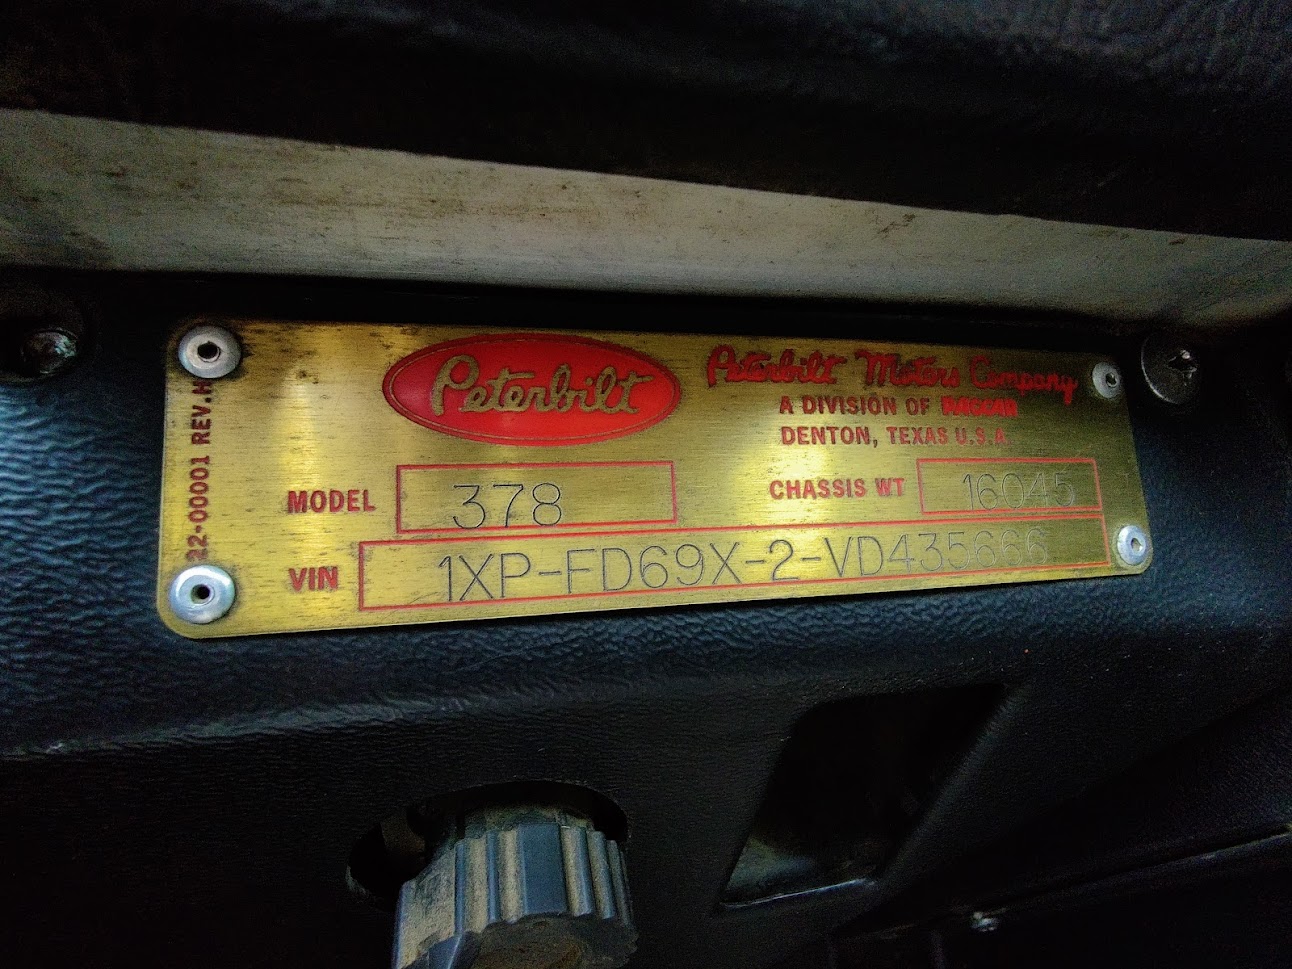 Peterbilt
Peterbilt Motors Company
A DIVISION OF PACCAR
DENTON, TEXAS U.S.A.
MODEL 378
CHASSIS WT 16045
VIN 1XP-FD69X-2-VD435666
22-00001 REV.H